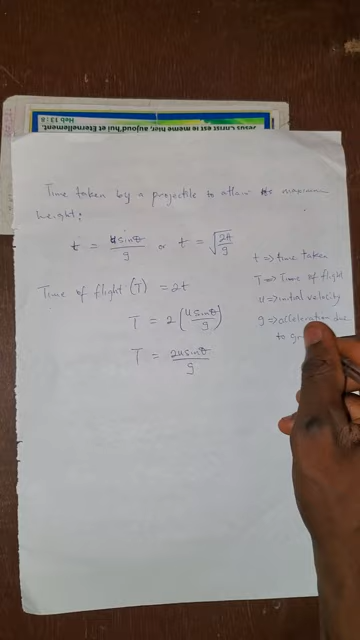 Jesus Christ est le même hier, aujourd'hui et Éternellement.
Heb 13:8
Time taken by a projectile to attain its maximum
height:
t = usinθ/g or t = √(2H/g)
Time of flight (T) = 2t
T = 2(usinθ/g)
T = 2usinθ/g
t => time taken
T => Time of flight
u => initial velocity
g => acceleration due
to